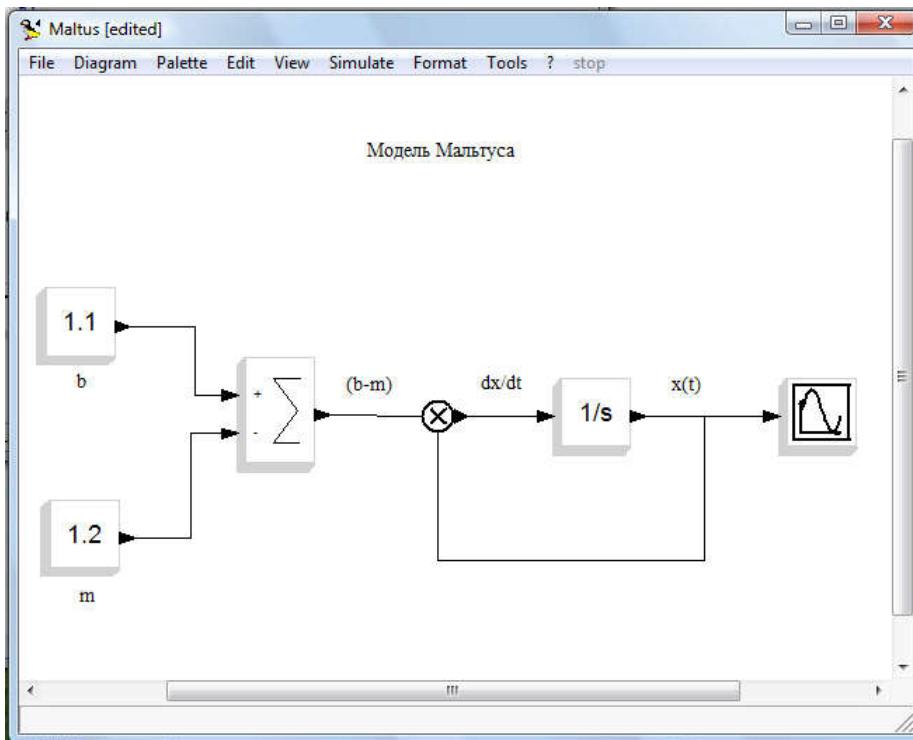 Maltus [edited]
File Diagram Palette Edit View Simulate Format Tools ? stop
Модель Мальтуса
1.1
b
+
-
(b-m)
dx/dt
1/s
x(t)
1.2
m